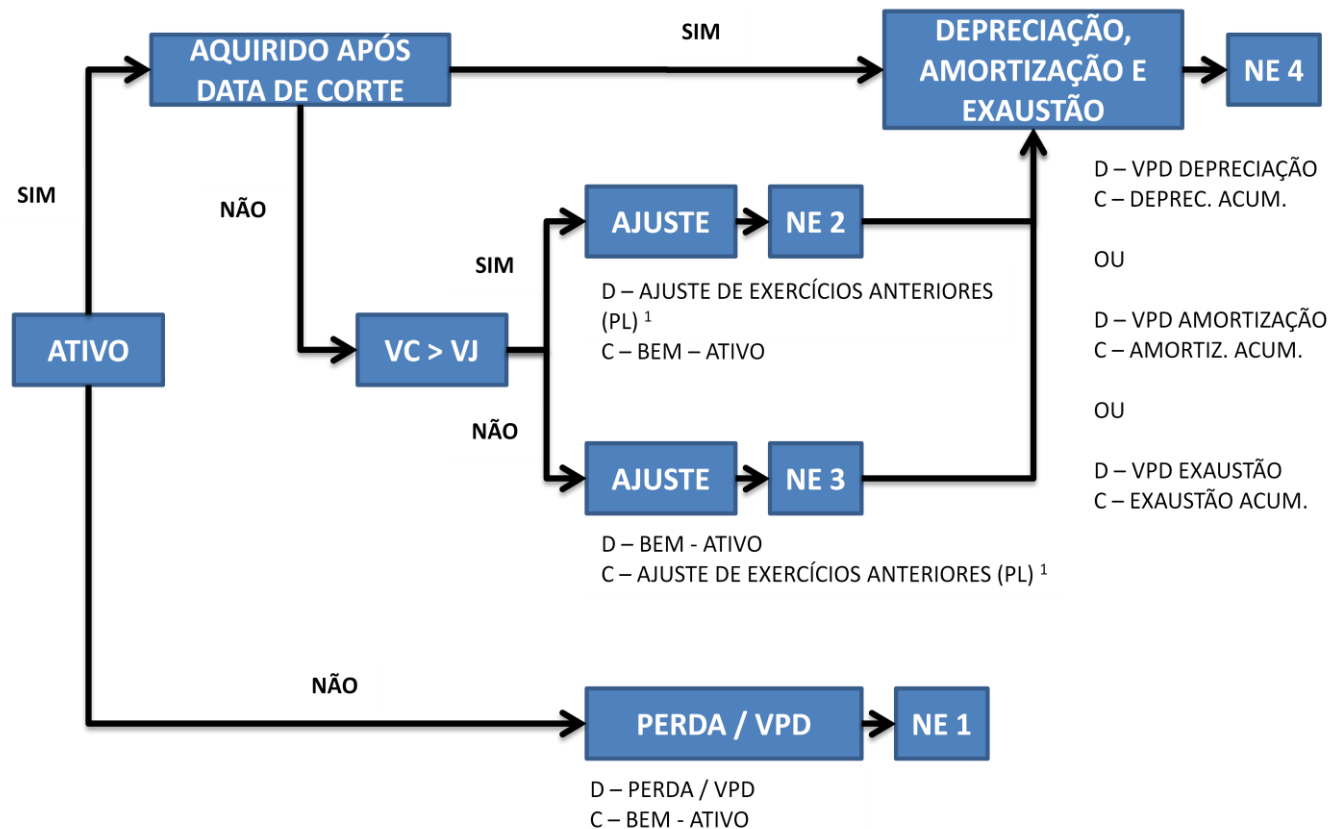 SIM
AQUIRIDO APÓS
DATA DE CORTE
SIM
DEPRECIAÇÃO,
AMORTIZAÇÃO E
EXAUSTÃO
NE 4
D – VPD DEPRECIAÇÃO
C – DEPREC. ACUM.
OU
D – VPD AMORTIZAÇÃO
C – AMORTIZ. ACUM.
OU
D – VPD EXAUSTÃO
C – EXAUSTÃO ACUM.
NÃO
ATIVO
VC > VJ
SIM
AJUSTE
NE 2
D – AJUSTE DE EXERCÍCIOS ANTERIORES
(PL) ¹
C – BEM – ATIVO
NÃO
AJUSTE
NE 3
D – BEM - ATIVO
C – AJUSTE DE EXERCÍCIOS ANTERIORES (PL) ¹
NÃO
PERDA / VPD
NE 1
D – PERDA / VPD
C – BEM - ATIVO